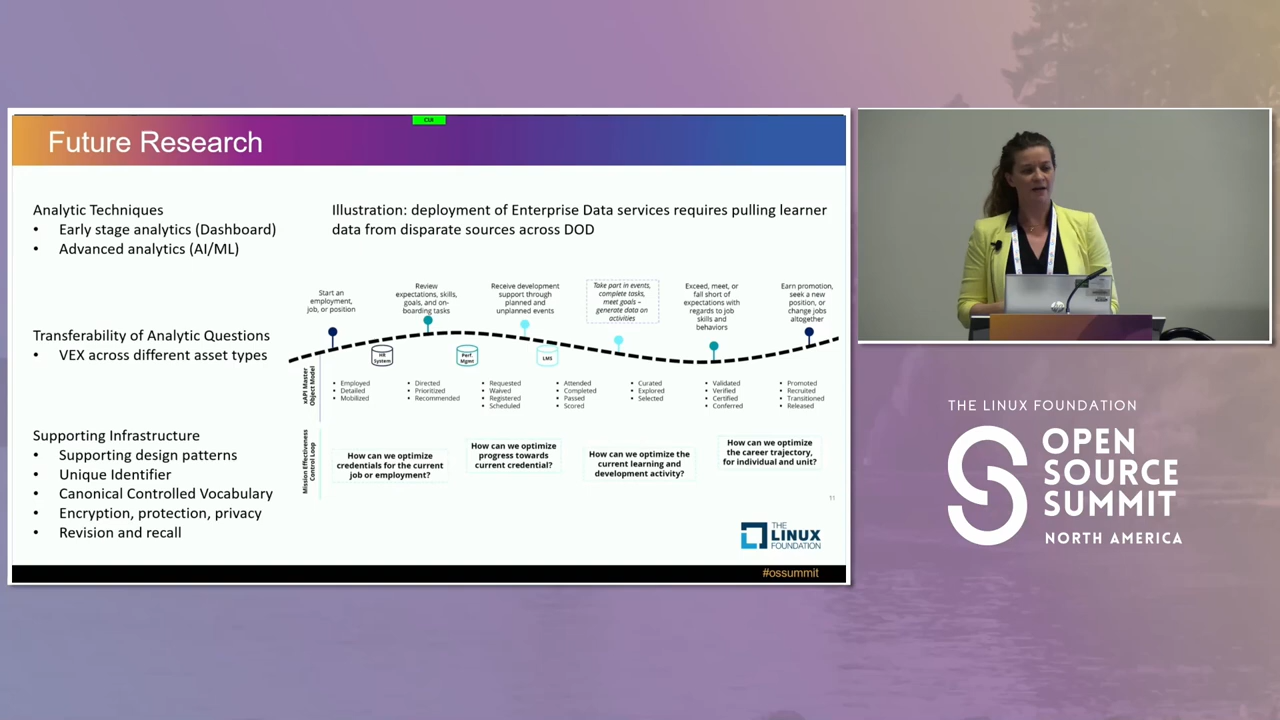 CUI
Future Research
Analytic Techniques
• Early stage analytics (Dashboard)
• Advanced analytics (AI/ML)
Transferability of Analytic Questions
• VEX across different asset types
Supporting Infrastructure
• Supporting design patterns
• Unique Identifier
• Canonical Controlled Vocabulary
• Encryption, protection, privacy
• Revision and recall
Illustration: deployment of Enterprise Data services requires pulling learner
data from disparate sources across DOD
Start an
employment,
job, or position
Review
expectations, skills,
goals, and on-
boarding tasks
Receive development
support through
planned and
unplanned events
Take part in events,
complete tasks,
meet goals –
generate data on
activities
Exceed, meet, or
fall short of
expectations with
regards to job
skills and
behaviors
Earn promotion,
seek a new
position, or
change jobs
altogether
HR
System
Perf.
Mgmn
LMS
xAPI Master
Object Model
• Employed
• Detailed
• Mobilized
• Directed
• Prioritized
• Recommended
• Requested
• Waived
• Registered
• Scheduled
• Attended
• Completed
• Passed
• Scored
• Curated
• Explored
• Selected
• Validated
• Verified
• Certified
• Conferred
• Promoted
• Recruited
• Transitioned
• Released
Mission Effectiveness
Control Loop
How can we optimize
credentials for the current
job or employment?
How can we optimize
progress towards
current credential?
How can we optimize the
current learning and
development activity?
How can we optimize
the career trajectory,
for individual and unit?
11
THE
LINUX
FOUNDATION
#ossummit
THE LINUX FOUNDATION
OPEN
SOURCE
SUMMIT
NORTH AMERICA